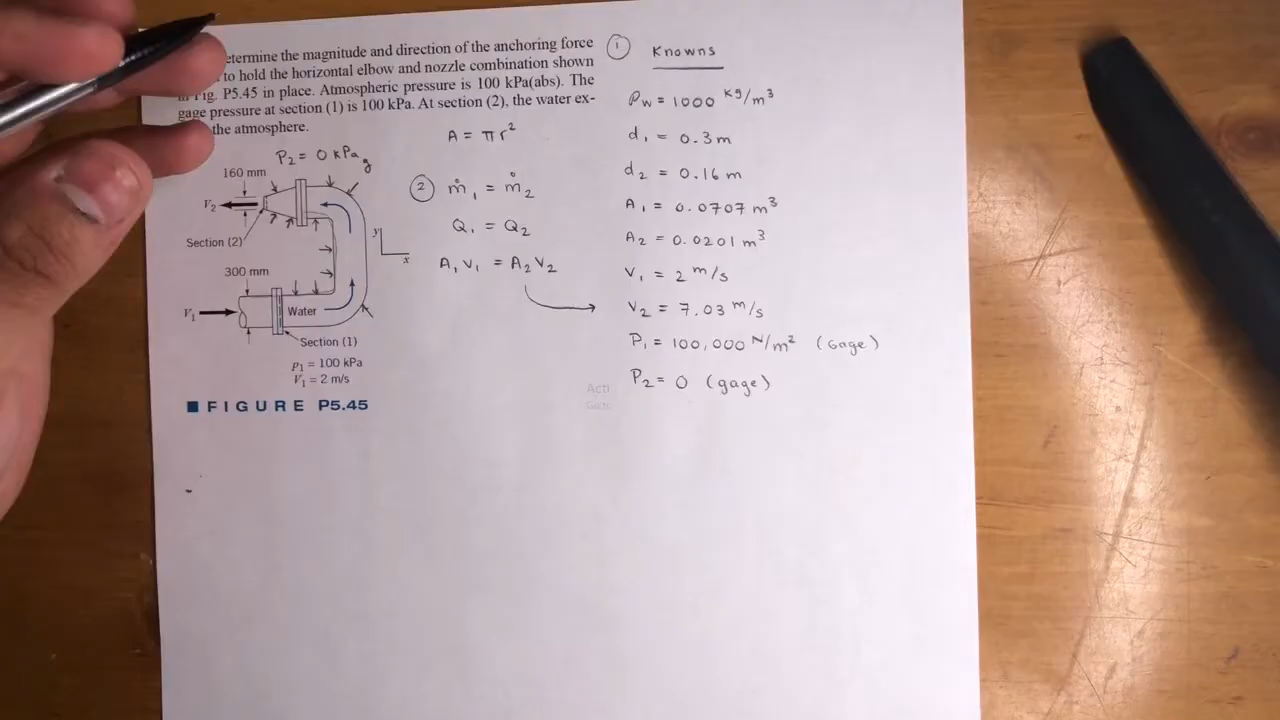 etermine the magnitude and direction of the anchoring force
to hold the horizontal elbow and nozzle combination shown
in Fig. P5.45 in place. Atmospheric pressure is 100 kPa(abs). The
gage pressure at section (1) is 100 kPa. At section (2), the water ex-
the atmosphere.
A = πr²
P₂ = 0 kPa g
160 mm
V₂
Section (2)
300 mm
V₁
Water
y
x
Section (1)
p₁ = 100 kPa
V₁ = 2 m/s
■ FIGURE P5.45
② ṁ₁ = ṁ₂
Q₁ = Q₂
A₁V₁ = A₂V₂
① Knowns
ρw = 1000 kg/m³
d₁ = 0.3m
d₂ = 0.16m
A₁ = 0.0707 m³
A₂ = 0.0201 m³
V₁ = 2 m/s
V₂ = 7.03 m/s
P₁ = 100,000 N/m² (Gage)
P₂ = 0 (gage)
Acti